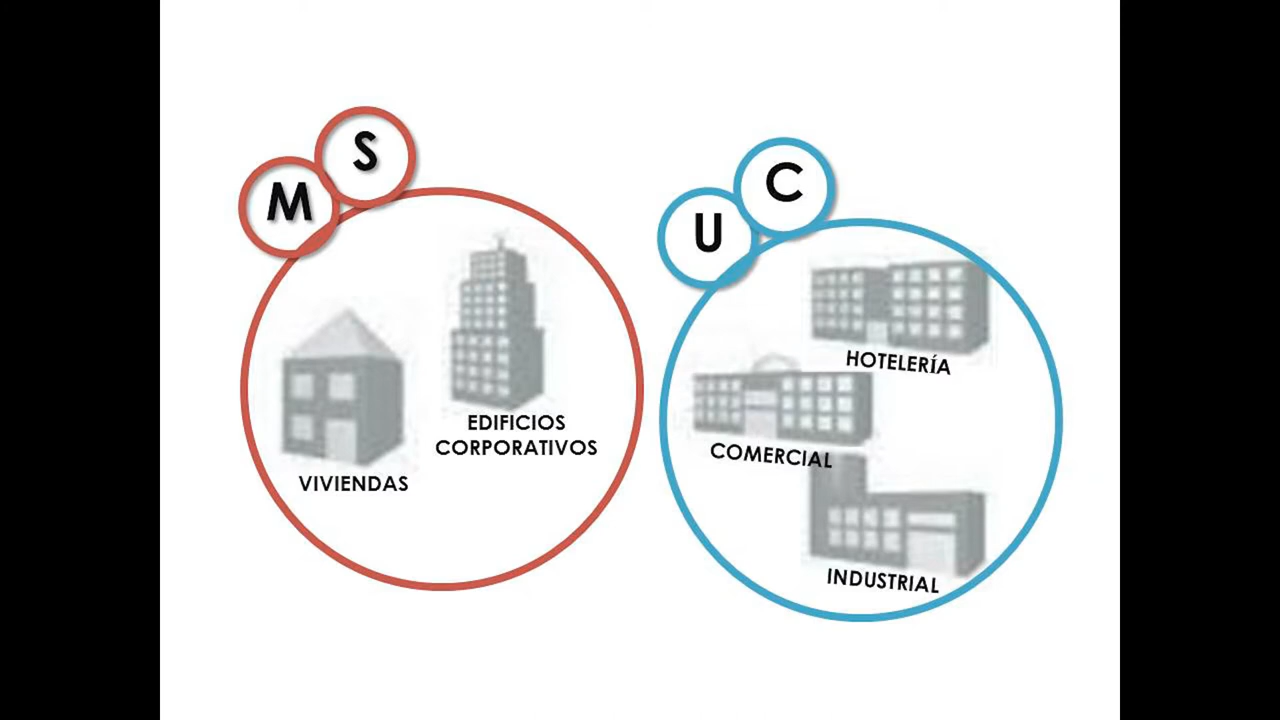 M
S
VIVIENDAS
EDIFICIOS
CORPORATIVOS
U
C
HOTELERÍA
COMERCIAL
INDUSTRIAL